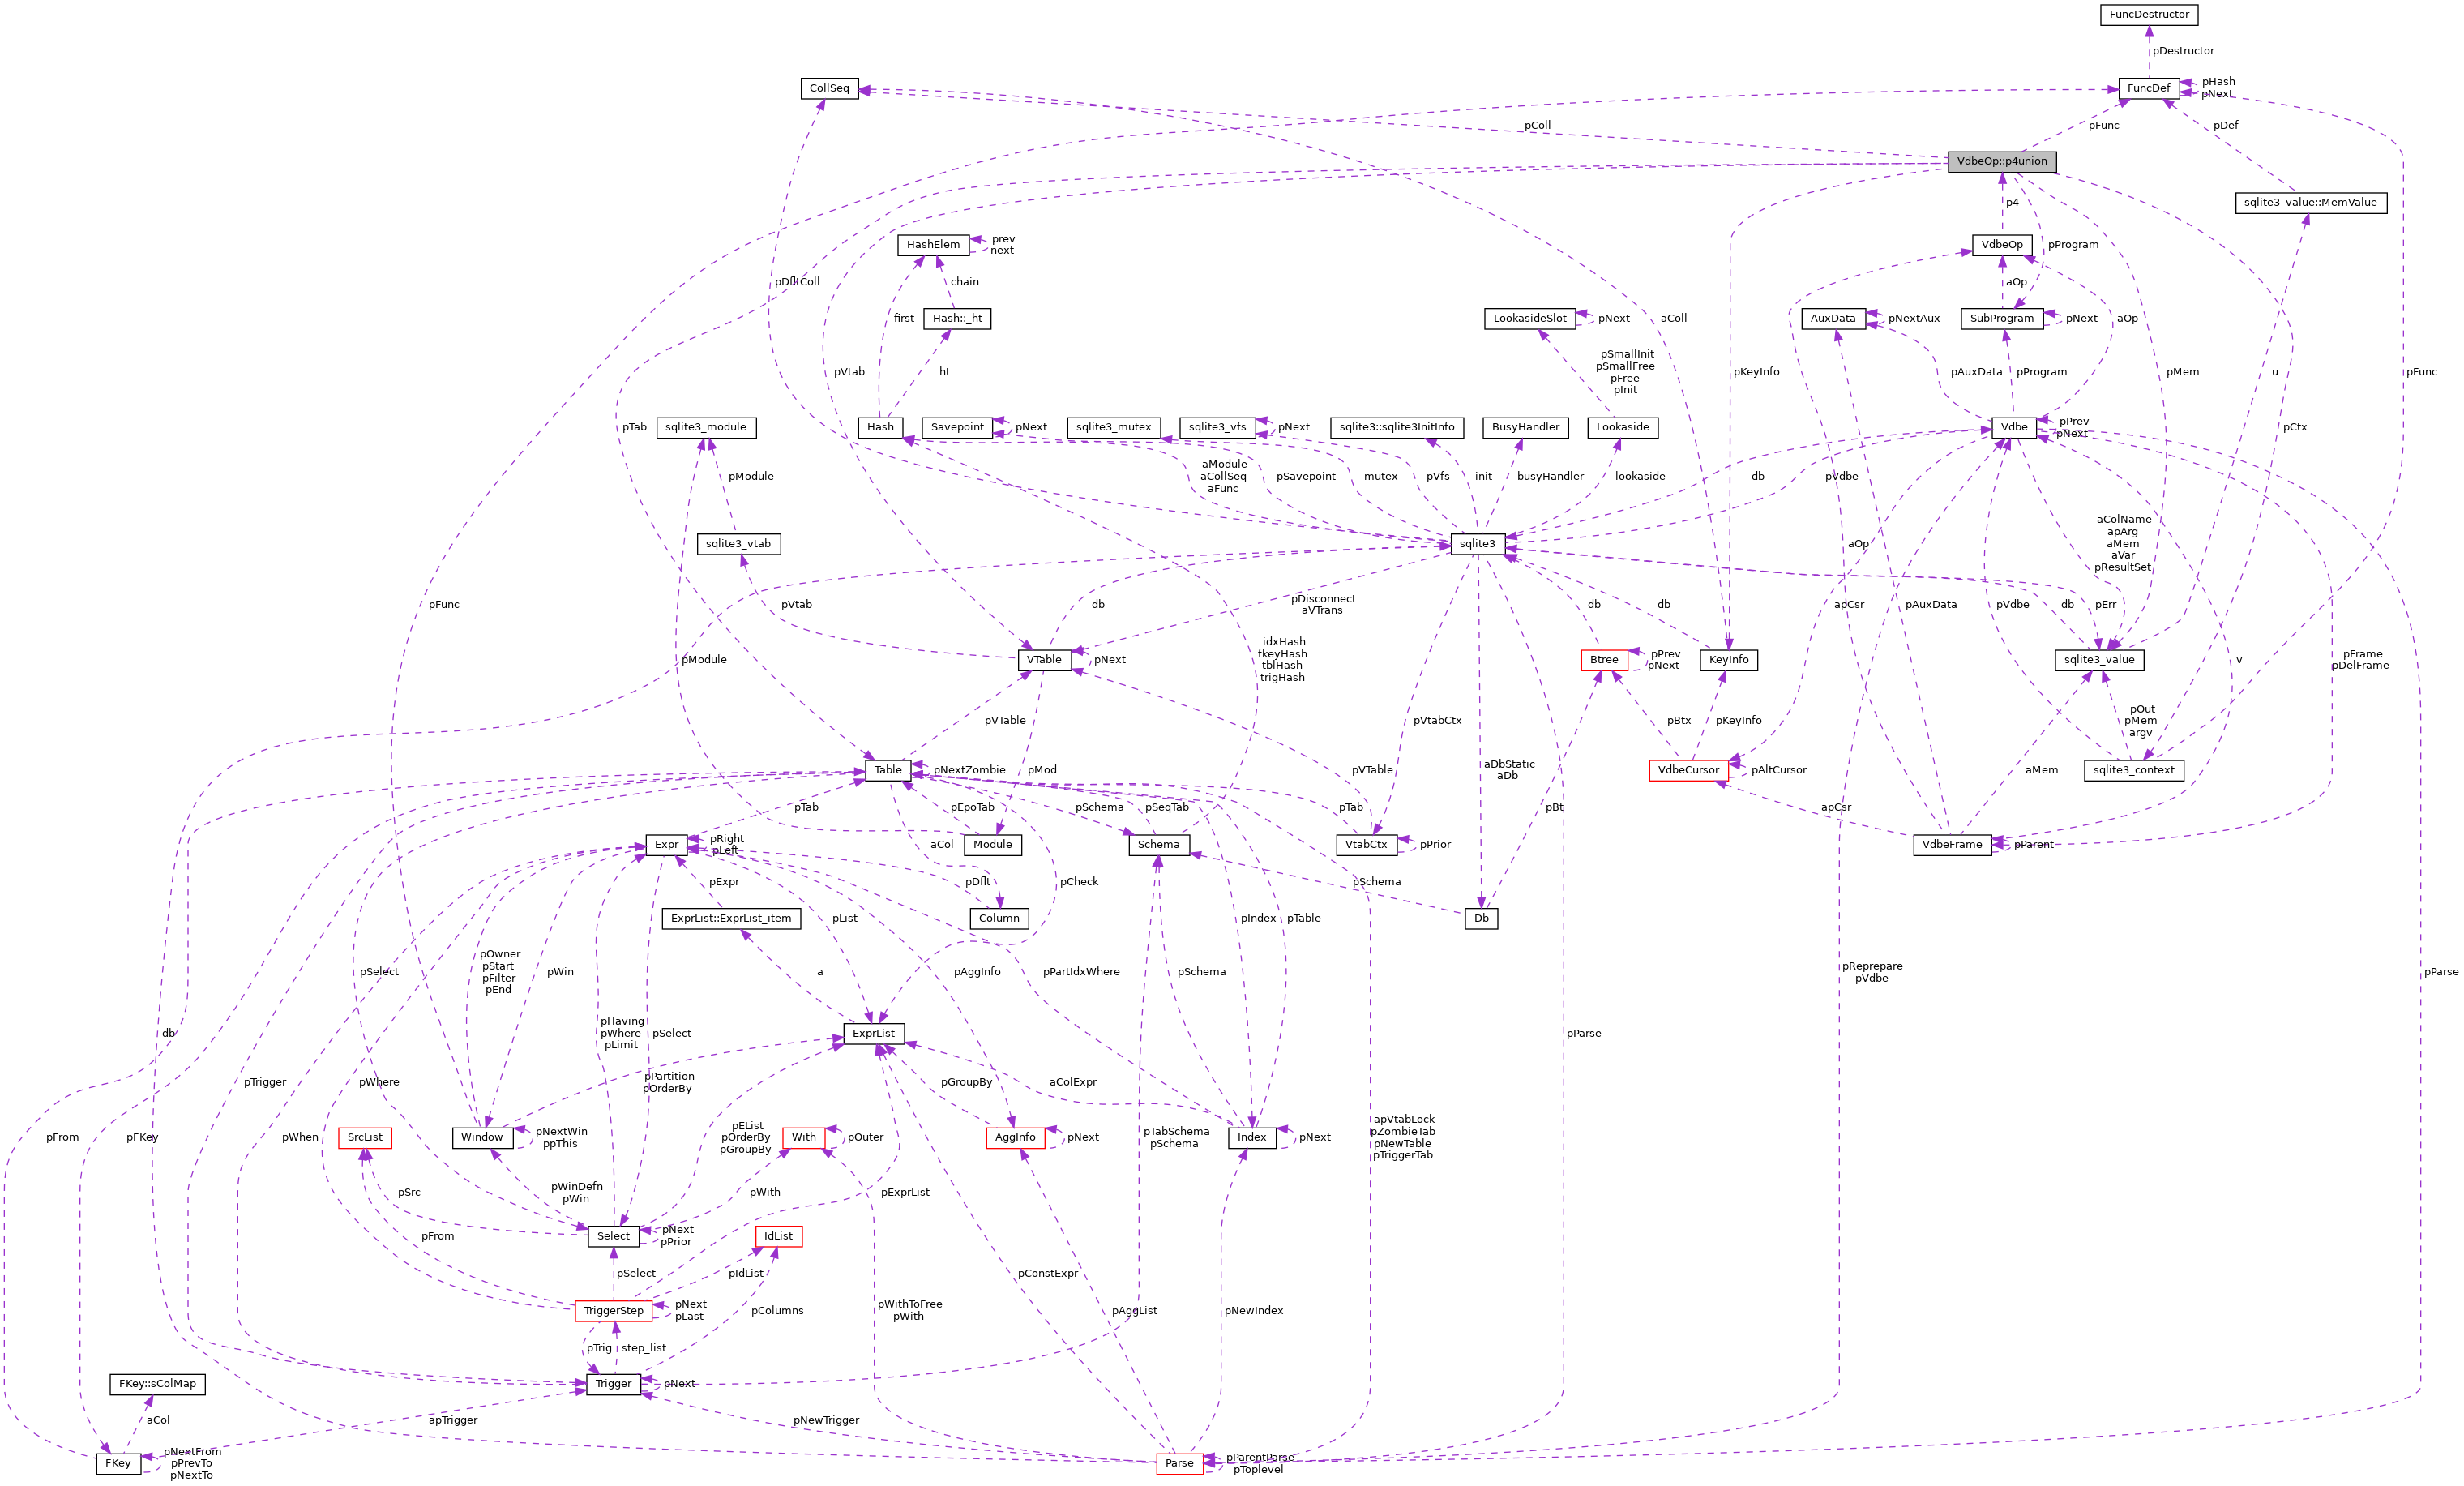 FuncDestructor
pDestructor
CollSeq
FuncDef
pHash
pNext
pColl
pFunc
pDef
VdbeOp::p4union
p4
sqlite3_value::MemValue
HashElem
prev
next
VdbeOp
pProgram
pDfltColl
chain
aOp
first
Hash::_ht
LookasideSlot
pNext
aColl
AuxData
pNextAux
SubProgram
pNext
aOp
pVtab
ht
pSmallInit
pSmallFree
pFree
pInit
pKeyInfo
pAuxData
pProgram
pMem
u
pFunc
pTab
sqlite3_module
Hash
Savepoint
pNext
sqlite3_mutex
sqlite3_vfs
pNext
sqlite3::sqlite3InitInfo
BusyHandler
Lookaside
Vdbe
pPrev
pNext
pCtx
pModule
aModule
aCollSeq
aFunc
pSavepoint
mutex
pVfs
init
busyHandler
lookaside
db
pVdbe
sqlite3_vtab
sqlite3
aOp
aColName
apArg
aMem
aVar
pResultSet
pFunc
pVtab
db
pDisconnect
aVTrans
db
db
apCsr
pAuxData
pVdbe
db
pErr
pModule
idxHash
fkeyHash
tblHash
trigHash
VTable
pNext
Btree
pPrev
pNext
KeyInfo
sqlite3_value
v
pFrame
pDelFrame
pVTable
pVtabCtx
pBtx
pKeyInfo
pOut
pMem
argv
Table
pNextZombie
pMod
pVTable
aDbStatic
aDb
VdbeCursor
pAltCursor
aMem
sqlite3_context
pTab
pEpoTab
pSchema
pSeqTab
pTab
pBt
apCsr
Expr
pRight
pLeft
aCol
Module
Schema
VtabCtx
pPrior
VdbeFrame
pParent
pExpr
pDflt
pCheck
pSchema
ExprList::ExprList_item
pList
Column
pIndex
pTable
Db
pSelect
pOwner
pStart
pFilter
pEnd
pWin
a
pAggInfo
pPartIdxWhere
pSchema
pReprepare
pVdbe
pParse
db
pHaving
pWhere
pLimit
pSelect
ExprList
pParse
pTrigger
pWhere
pPartition
pOrderBy
pGroupBy
aColExpr
pFrom
pFKey
pWhen
SrcList
Window
pNextWin
ppThis
pEList
pOrderBy
pGroupBy
With
pOuter
AggInfo
pNext
pTabSchema
pSchema
Index
pNext
apVtabLock
pZombieTab
pNewTable
pTriggerTab
pSrc
pWinDefn
pWin
pWith
pExprList
pFrom
Select
pNext
pPrior
IdList
pSelect
pIdList
pConstExpr
TriggerStep
pNext
pLast
pColumns
pWithToFree
pWith
pAggList
pNewIndex
pTrig
step_list
FKey::sColMap
Trigger
pNext
aCol
apTrigger
pNewTrigger
FKey
pNextFrom
pPrevTo
pNextTo
Parse
pParentParse
pToplevel